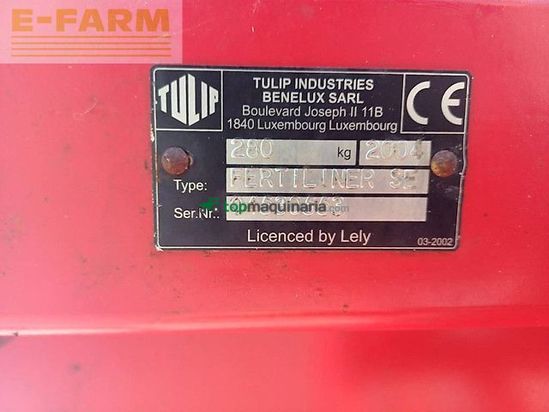 E-FARM
TULIP
TULIP INDUSTRIES
BENELUX SARL
Boulevard Joseph II 11B
1840 Luxembourg Luxembourg
CE
280 kg 2004
Type: FERTILINER SE
Ser.Nr.:
topmaquinaria.com
Licenced by Lely
03-2002